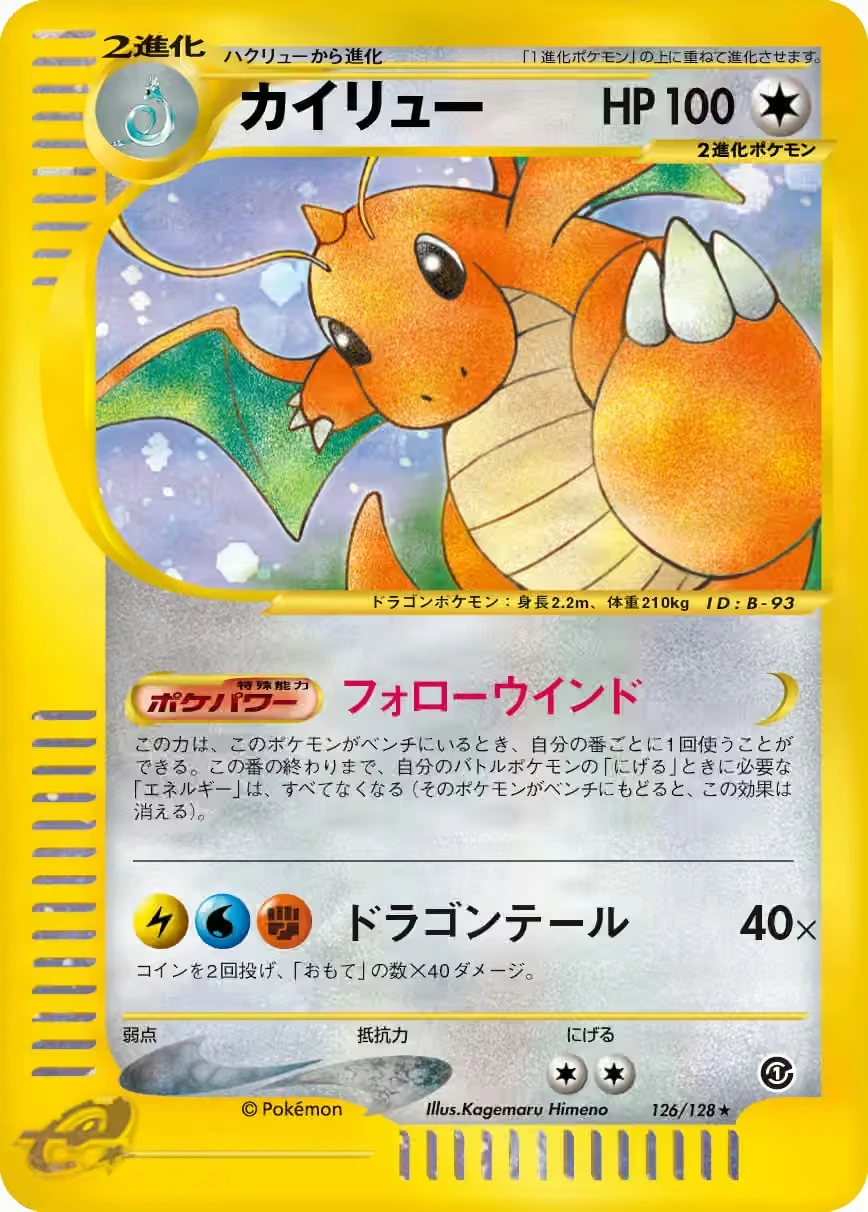 2進化
ハクリューから進化
「1進化ポケモン」の上に重ねて進化させます。
カイリュー
HP 100
2進化ポケモン
ドラゴンポケモン：身長2.2m、体重210kg ID：B-93
特殊能力
ポケパワー
フォローウインド
この力は、このポケモンがベンチにいるとき、自分の番ごとに1回使うことが
できる。この番の終わりまで、自分のバトルポケモンの「にげる」ときに必要な
「エネルギー」は、すべてなくなる（そのポケモンがベンチにもどると、この効果は
消える）。
ドラゴンテール
40×
コインを2回投げ、「おもて」の数×40ダメージ。
弱点
抵抗力
にげる
© Pokémon
Illus.Kagemaru Himeno
126/128★